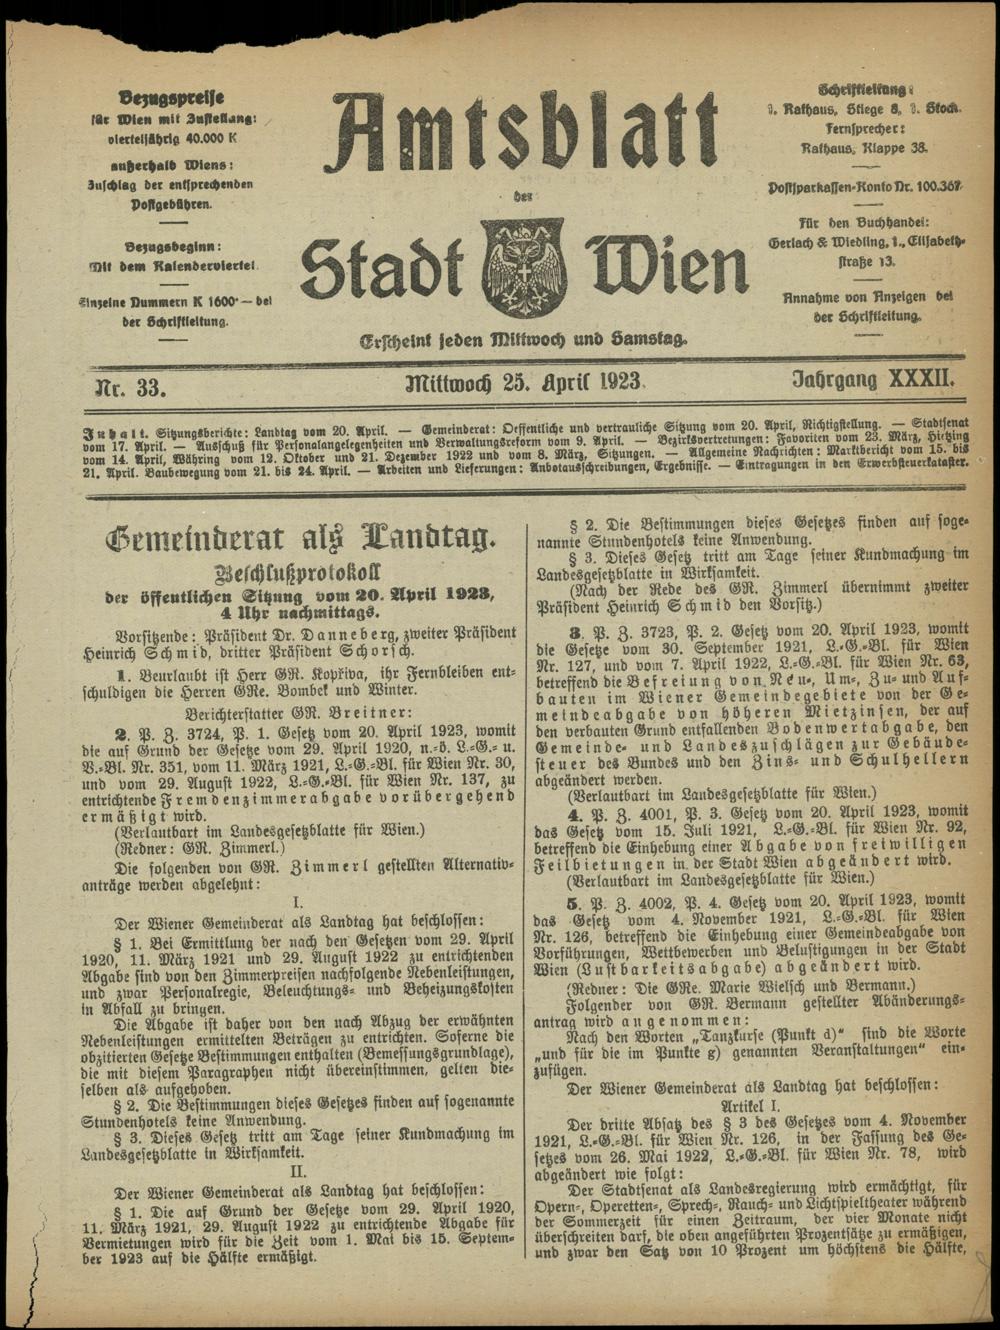 Bezugspreise
für Wien mit Zustellung:
vierteljährig 40.000 K
außerhalb Wiens:
Zuschlag der entsprechenden
Postgebühren.
Bezugsbeginn:
Mit dem Kalenderviertel
Einzelne Nummern K 1600·— bei
der Schriftleitung.
Amtsblatt
der
Stadt Wien
Erscheint jeden Mittwoch und Samstag.
Schriftleitung:
1. Rathaus, Stiege 8, Stock.
Fernsprecher:
Rathaus, Klappe 38.
Postsparkassen-Konto Nr. 100.367
Für den Buchhandel:
Gerlach & Wiedling, 1., Elisabeth-
straße 13.
Annahme von Anzeigen bei
der Schriftleitung.
Nr. 33.
Mittwoch 25. April 1923.
Jahrgang XXXII.
Inhalt. Sitzungsberichte: Landtag vom 20. April. — Gemeinderat: Oeffentliche und vertrauliche Sitzung vom 20. April, Richtigstellung. — Stadtsenat
vom 17. April. — Ausschuß für Personalangelegenheiten und Verwaltungsreform vom 9. April. — Bezirksvertretungen: Favoriten vom 23. März, Hietzing
vom 14. April, Währing vom 12. Oktober und 21. Dezember 1922 und vom 8. März, Sitzungen. — Allgemeine Nachrichten: Marktbericht vom 15. bis
21. April. Baubewegung vom 21. bis 24. April. — Arbeiten und Lieferungen: Anbotausschreibungen, Ergebnisse. — Eintragungen in den Erwerbsteuerkataster.
Gemeinderat als Landtag.
Beschlußprotokoll
der öffentlichen Sitzung vom 20. April 1923,
4 Uhr nachmittags.
Vorsitzende: Präsident Dr. Danneberg, zweiter Präsident
Heinrich Schmid, dritter Präsident Schorsch.
1. Beurlaubt ist Herr GR. Kopřiva, ihr Fernbleiben ent-
schuldigen die Herren GRe. Bombek und Winter.
Berichterstatter GR. Breitner:
2. P. Z. 3724, P. 1. Gesetz vom 20. April 1923, womit
die auf Grund der Gesetze vom 29. April 1920, n.-ö. L.-G.- u.
V.-Bl. Nr. 351, vom 11. März 1921, L.-G.-Bl. für Wien Nr. 30,
und vom 29. August 1922, L.-G.-Bl. für Wien Nr. 137, zu
entrichtende Fremdenzimmerabgabe vorübergehend
ermäßigt wird.
(Verlautbart im Landesgesetzblatte für Wien.)
(Redner: GR. Zimmerl.)
Die folgenden von GR. Zimmerl gestellten Alternativ-
anträge werden abgelehnt:
I.
Der Wiener Gemeinderat als Landtag hat beschlossen:
§ 1. Bei Ermittlung der nach den Gesetzen vom 29. April
1920, 11. März 1921 und 29. August 1922 zu entrichtenden
Abgabe sind von den Zimmerpreisen nachfolgende Nebenleistungen,
und zwar Personalregie, Beleuchtungs- und Beheizungskosten
in Abfall zu bringen.
Die Abgabe ist daher von den nach Abzug der erwähnten
Nebenleistungen ermittelten Beträgen zu entrichten. Soferne die
obzitierten Gesetze Bestimmungen enthalten (Bemessungsgrundlage),
die mit diesem Paragraphen nicht übereinstimmen, gelten die-
selben als aufgehoben.
§ 2. Die Bestimmungen dieses Gesetzes finden auf sogenannte
Stundenhotels keine Anwendung.
§ 3. Dieses Gesetz tritt am Tage seiner Kundmachung im
Landesgesetzblatte in Wirksamkeit.
II.
Der Wiener Gemeinderat als Landtag hat beschlossen:
§ 1. Die auf Grund der Gesetze vom 29. April 1920,
11. März 1921, 29. August 1922 zu entrichtende Abgabe für
Vermietungen wird für die Zeit vom 1. Mai bis 15. Septem-
ber 1923 auf die Hälfte ermäßigt.
§ 2. Die Bestimmungen dieses Gesetzes finden auf soge-
nannte Stundenhotels keine Anwendung.
§ 3. Dieses Gesetz tritt am Tage seiner Kundmachung im
Landesgesetzblatte in Wirksamkeit.
(Nach der Rede des GR. Zimmerl übernimmt zweiter
Präsident Heinrich Schmid den Vorsitz.)
3. P. Z. 3723, P. 2. Gesetz vom 20. April 1923, womit
die Gesetze vom 30. September 1921, L.-G.-Bl. für Wien
Nr. 127, und vom 7. April 1922, L.-G.-Bl. für Wien Nr. 63,
betreffend die Befreiung von Neu-, Um-, Zu- und Auf-
bauten im Wiener Gemeindegebiete von der Ge-
meindeabgabe von höheren Mietzinsen, der auf
den verbauten Grund entfallenden Bodenwertabgabe, den
Gemeinde- und Landeszuschlägen zur Gebäude-
steuer des Bundes und den Zins- und Schulhellern
abgeändert werden.
(Verlautbart im Landesgesetzblatte für Wien.)
4. P. Z. 4001, P. 3. Gesetz vom 20. April 1923, womit
das Gesetz vom 15. Juli 1921, L.-G.-Bl. für Wien Nr. 92,
betreffend die Einhebung einer Abgabe von freiwilligen
Feilbietungen in der Stadt Wien abgeändert wird.
(Verlautbart im Landesgesetzblatte für Wien.)
5. P. Z. 4002, P. 4. Gesetz vom 20. April 1923, womit
das Gesetz vom 4. November 1921, L.-G.-Bl. für Wien
Nr. 126, betreffend die Einhebung einer Gemeindeabgabe von
Vorführungen, Wettbewerben und Belustigungen in der Stadt
Wien (Lustbarkeitsabgabe) abgeändert wird.
(Redner: Die GRe. Marie Wielsch und Bermann.)
Folgender von GR. Bermann gestellter Abänderungs-
antrag wird angenommen:
Nach den Worten „Tanzkurse (Punkt d)“ sind die Worte
„und für die im Punkte g) genannten Veranstaltungen“ ein-
zufügen.
Der Wiener Gemeinderat als Landtag hat beschlossen:
Artikel I.
Der dritte Absatz des § 3 des Gesetzes vom 4. November
1921, L.-G.-Bl. für Wien Nr. 126, in der Fassung des Ge-
setzes vom 26. Mai 1922, L.-G.-Bl. für Wien Nr. 78, wird
abgeändert wie folgt:
Der Stadtsenat als Landesregierung wird ermächtigt, für
Opern-, Operetten-, Sprech-, Rauch- und Lichtspieltheater während
der Sommerzeit für einen Zeitraum, der vier Monate nicht
überschreiten darf, die oben angeführten Prozentsätze zu ermäßigen,
und zwar den Satz von 10 Prozent um höchstens die Hälfte,